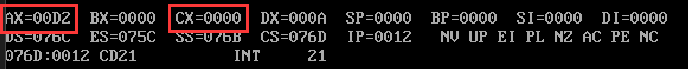 AX=00D2 BX=0000 CX=0000 DX=000A SP=0000 BP=0000 SI=0000 DI=0000
DS=076C ES=075C SS=076B CS=076D IP=0012 NV UP EI PL NZ AC PE NC
076D:0012 CD21 INT 21